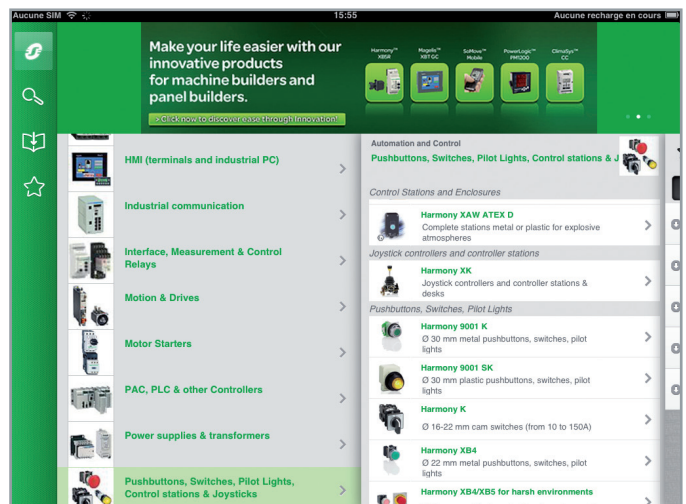 Aucune SIM
15:55
Aucune recharge en cours
Make your life easier with our
innovative products
for machine builders and
panel builders.
> Click now to discover ease through Innovation!
Harmony™
XB5R
Magelis™
XBT GC
SoMove™
Mobile
PowerLogic™
PM1200
ClimaSys™
CC
HMI (terminals and industrial PC)
Industrial communication
Interface, Measurement & Control
Relays
Motion & Drives
Motor Starters
PAC, PLC & other Controllers
Power supplies & transformers
Pushbuttons, Switches, Pilot Lights,
Control stations & Joysticks
Automation and Control
Pushbuttons, Switches, Pilot Lights, Control stations & J
Control Stations and Enclosures
Harmony XAW ATEX D
Complete stations metal or plastic for explosive
atmospheres
Joystick controllers and controller stations
Harmony XK
Joystick controllers and controller stations &
desks
Pushbuttons, Switches, Pilot Lights
Harmony 9001 K
Ø 30 mm metal pushbuttons, switches, pilot
lights
Harmony 9001 SK
Ø 30 mm plastic pushbuttons, switches, pilot
lights
Harmony K
Ø 16-22 mm cam switches (from 10 to 150A)
Harmony XB4
Ø 22 mm metal pushbuttons, switches, pilot
lights
Harmony XB4/XB5 for harsh environments